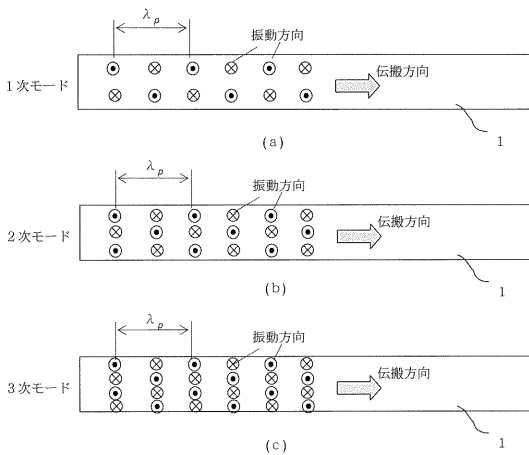 λp
振動方向
伝搬方向
1次モード
1
(a)
λp
振動方向
伝搬方向
2次モード
1
(b)
λp
振動方向
伝搬方向
3次モード
1
(c)